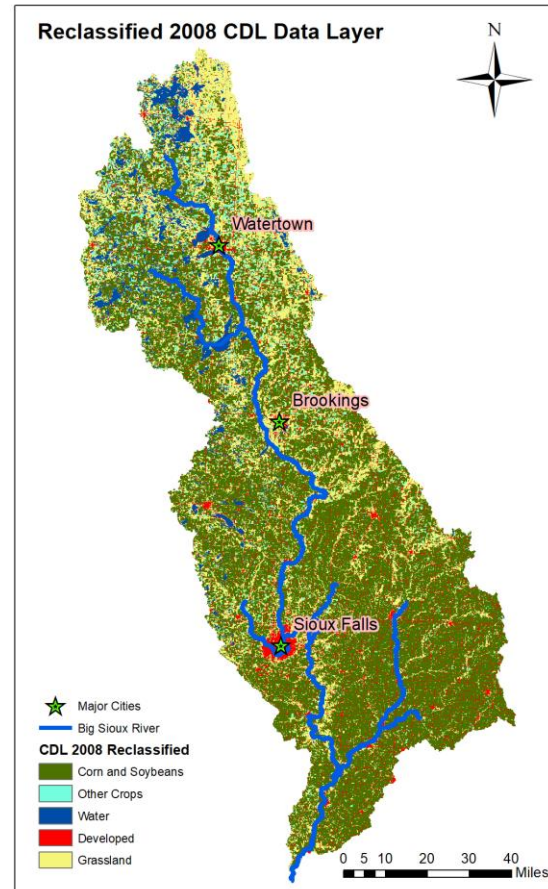 Reclassified 2008 CDL Data Layer
N
Watertown
Brookings
Sioux Falls
Major Cities
Big Sioux River
CDL 2008 Reclassified
Corn and Soybeans
Other Crops
Water
Developed
Grassland
0 5 10 20 30 40
Miles